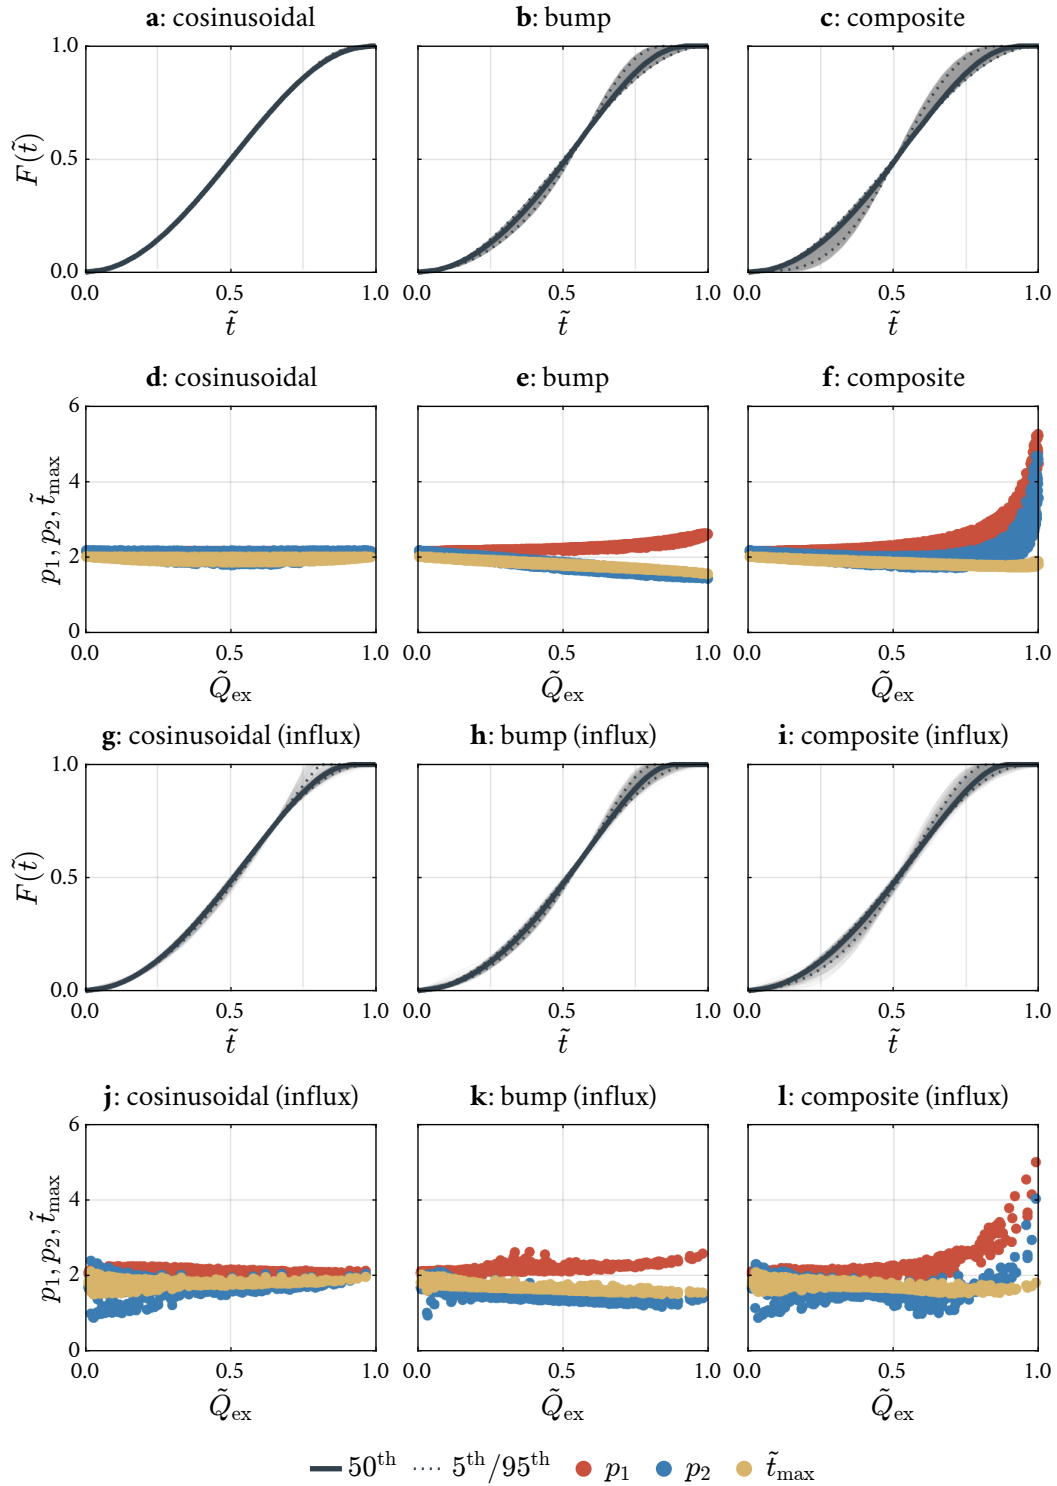 a: cosinusoidal
b: bump
c: composite
1.0
0.5
0.0
F(t̃)
0.0 0.5 1.0
0.0 0.5 1.0
0.0 0.5 1.0
t̃
t̃
t̃
d: cosinusoidal
e: bump
f: composite
6
4
2
0
p₁, p₂, t̃max
0.0 0.5 1.0
0.0 0.5 1.0
0.0 0.5 1.0
Q̃ex
Q̃ex
Q̃ex
g: cosinusoidal (influx)
h: bump (influx)
i: composite (influx)
1.0
0.5
0.0
F(t̃)
0.0 0.5 1.0
0.0 0.5 1.0
0.0 0.5 1.0
t̃
t̃
t̃
j: cosinusoidal (influx)
k: bump (influx)
l: composite (influx)
6
4
2
0
p₁, p₂, t̃max
0.0 0.5 1.0
0.0 0.5 1.0
0.0 0.5 1.0
Q̃ex
Q̃ex
Q̃ex
50th 5th/95th p₁ p₂ t̃max